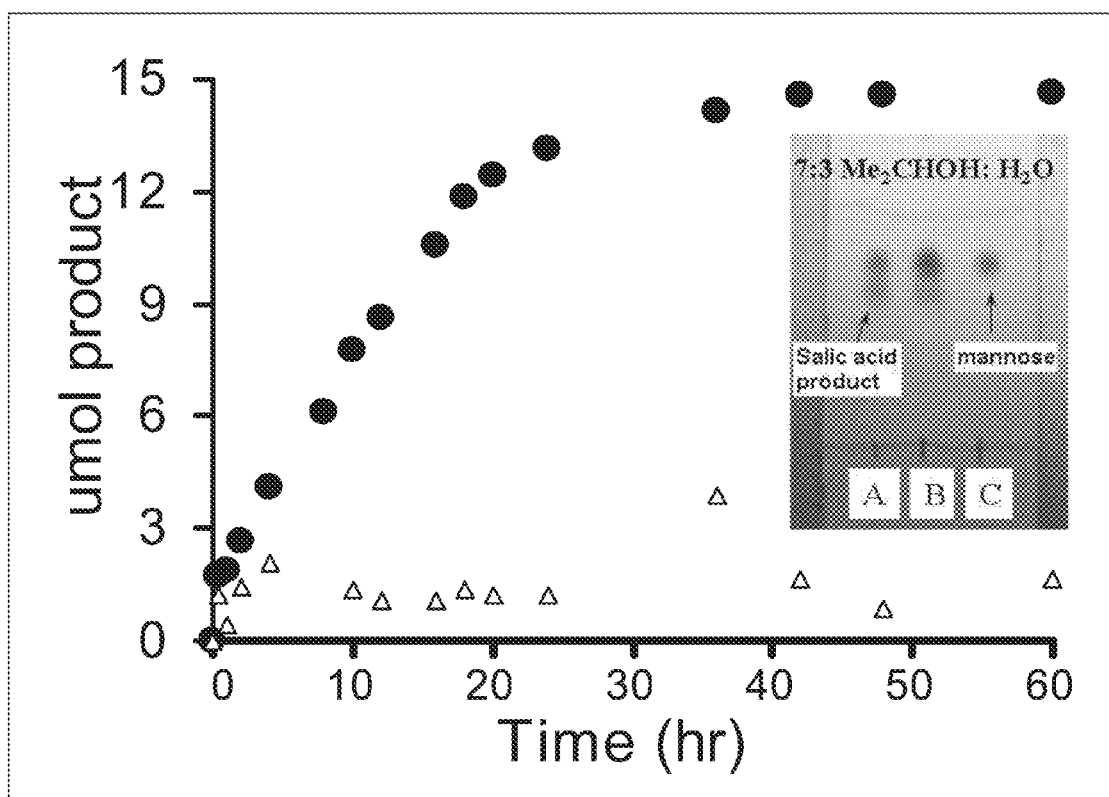 umol product
15
12
9
6
3
0
0 10 20 30 40 50 60
Time (hr)
7:3 Me₂CHOH: H₂O
Salic acid
product
mannose
A B C